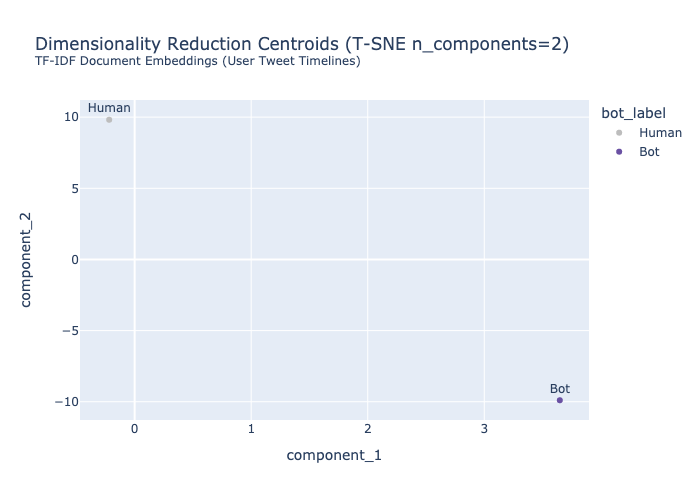 Dimensionality Reduction Centroids (T-SNE n_components=2)
TF-IDF Document Embeddings (User Tweet Timelines)
Human
10
5
0
−5
−10
component_2
Bot
0
1
2
3
component_1
bot_label
Human
Bot